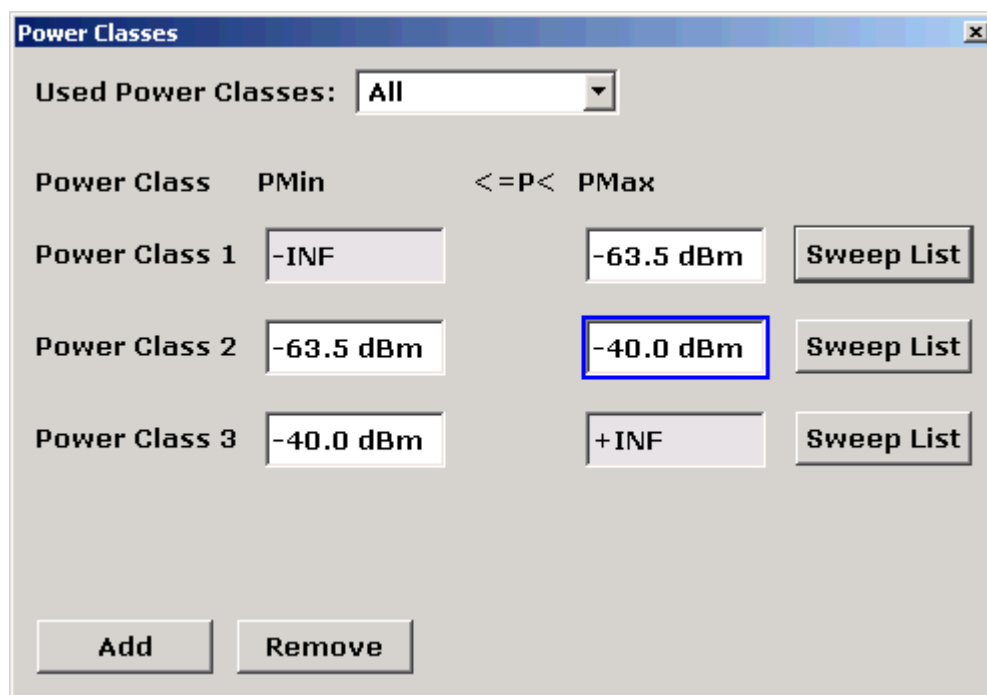 Power Classes
Used Power Classes: All
Power Class PMin <=P< PMax
Power Class 1 -INF -63.5 dBm Sweep List
Power Class 2 -63.5 dBm -40.0 dBm Sweep List
Power Class 3 -40.0 dBm +INF Sweep List
Add Remove